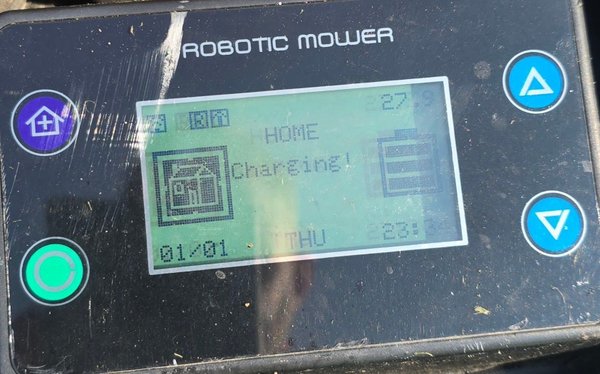 ROBOTIC MOWER
HOME
Charging!
01/01 THU